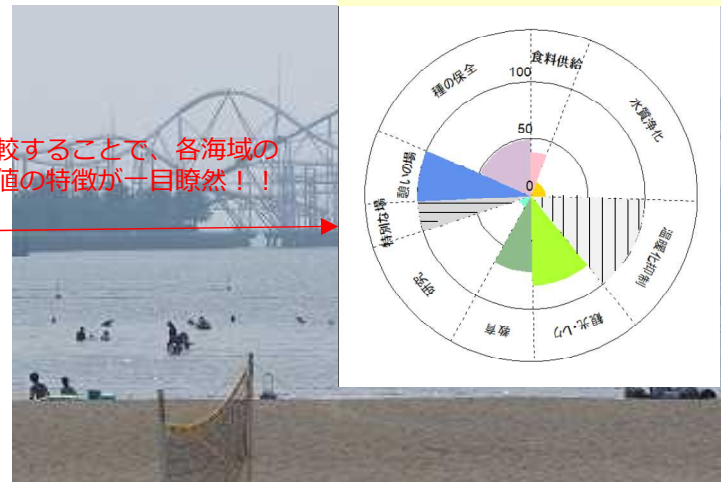 較することで、各海域の
値の特徴が一目瞭然！！
食料供給
水質浄化
温暖化抑制
観光・レク
教育
研究
特別な場
憩いの場
種の保全
100
50
0